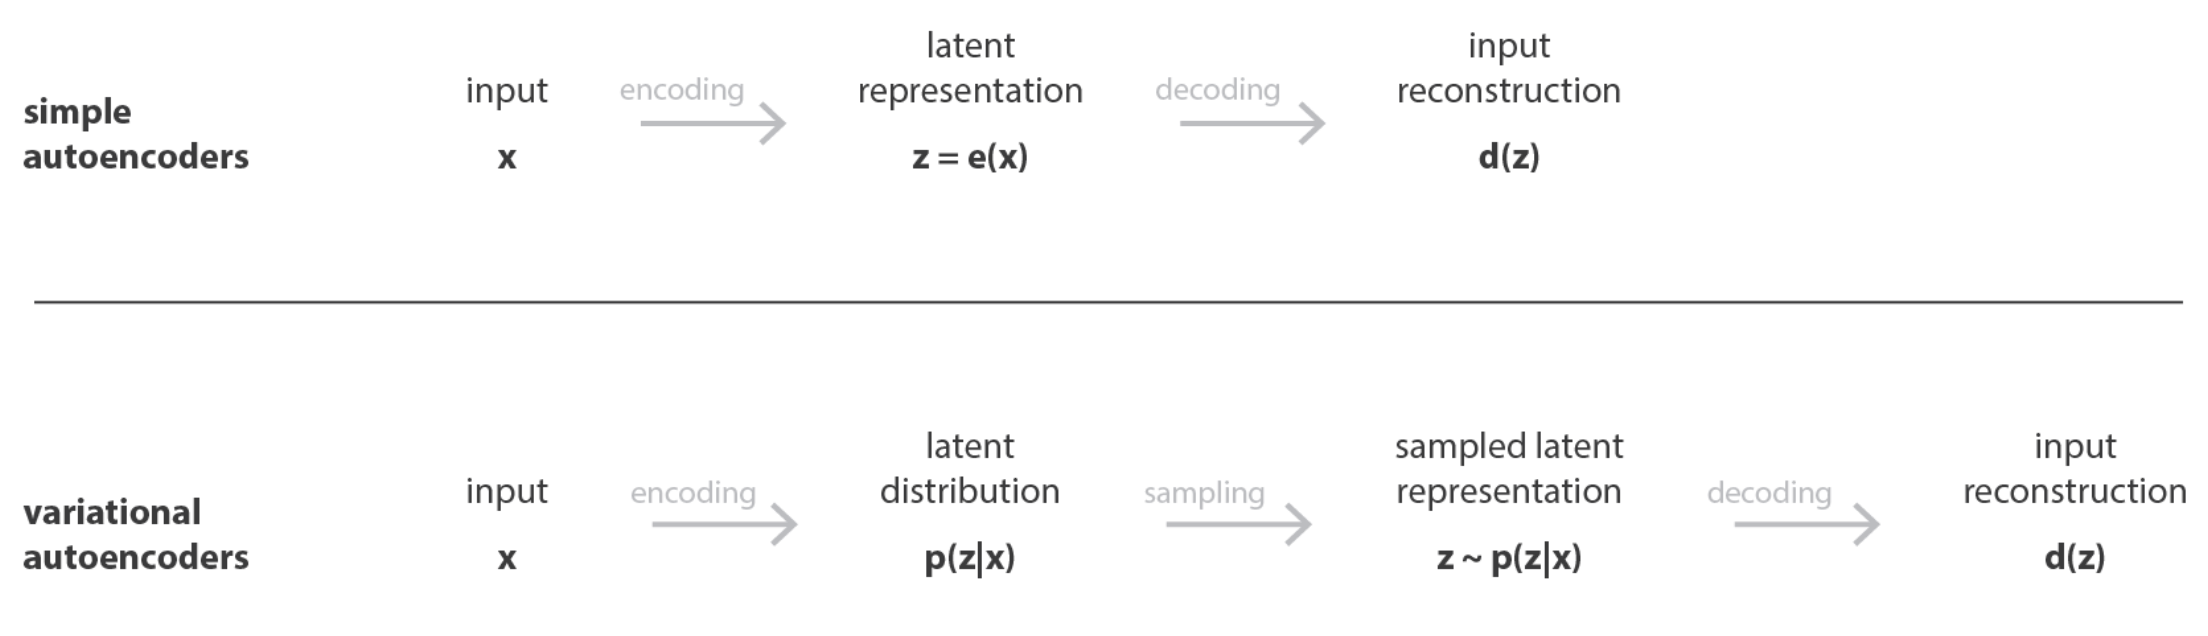 simple
autoencoders
input
x
encoding
latent
representation
z = e(x)
decoding
input
reconstruction
d(z)
variational
autoencoders
input
x
encoding
latent
distribution
p(z|x)
sampling
sampled latent
representation
z ~ p(z|x)
decoding
input
reconstruction
d(z)